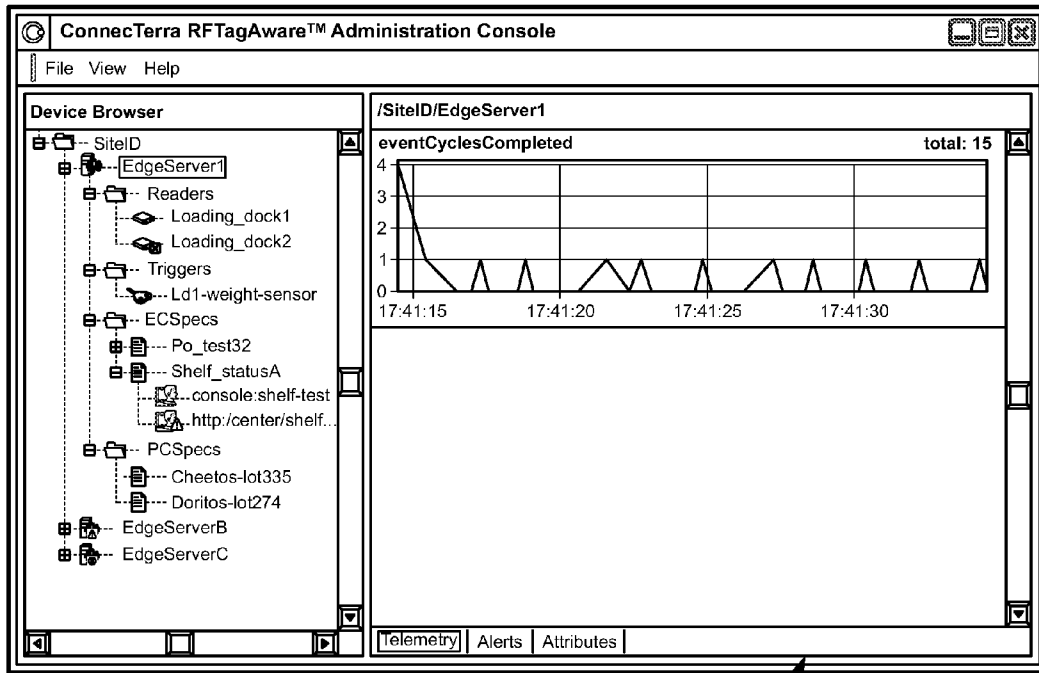 ConnecTerra RFTagAware™ Administration Console
File View Help
Device Browser
SiteID
EdgeServer1
Readers
Loading_dock1
Loading_dock2
Triggers
Ld1-weight-sensor
ECSpecs
Po_test32
Shelf_statusA
console:shelf-test
http:/center/shelf...
PCSpecs
Cheetos-lot335
Doritos-lot274
EdgeServerB
EdgeServerC
/SiteID/EdgeServer1
eventCyclesCompleted total: 15
4
3
2
1
0
17:41:15 17:41:20 17:41:25 17:41:30
Telemetry Alerts Attributes